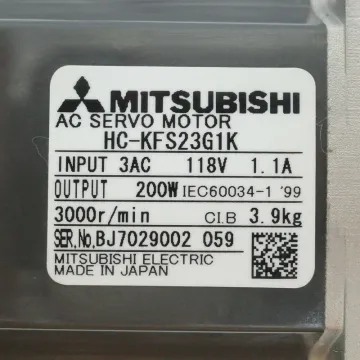 MITSUBISHI
AC SERVO MOTOR
HC-KFS23G1K
INPUT 3AC 118V 1.1A
OUTPUT 200W IEC60034-1 '99
3000r/min CI.B 3.9kg
SER.No.BJ7029002 059
MITSUBISHI ELECTRIC
MADE IN JAPAN